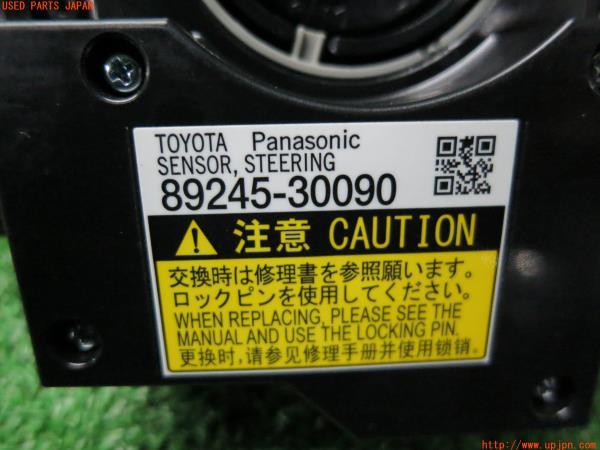 USED PARTS JAPAN
TOYOTA Panasonic
SENSOR, STEERING
89245-30090
注意 CAUTION
交換時は修理書を参照願います。
ロックピンを使用してください。
WHEN REPLACING, PLEASE SEE THE
MANUAL AND USE THE LOCKING PIN.
更换时,请参见修理手册并使用锁销.
http://www.upjpn.com